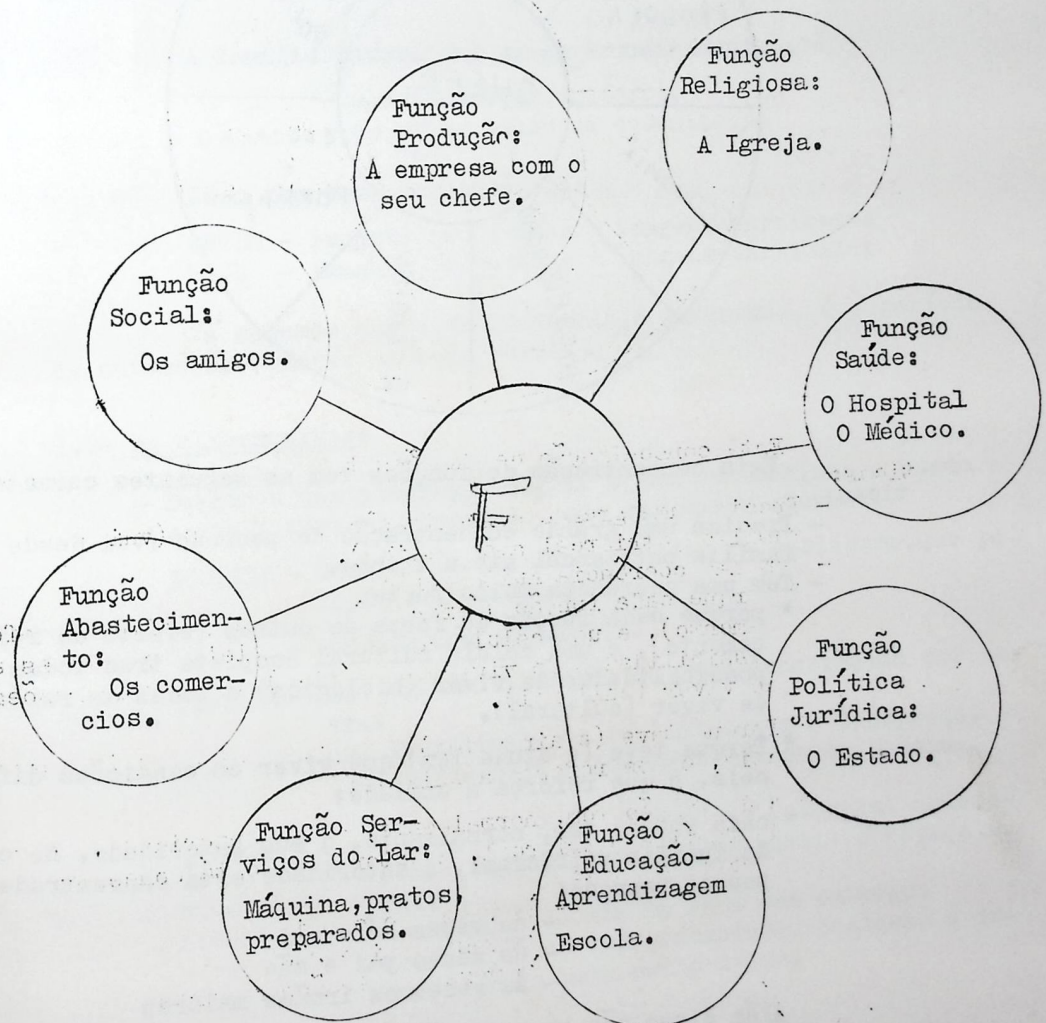 Função
Produção:
A empresa com o
seu chefe.
Função
Religiosa:
A Igreja.
Função
Social:
Os amigos.
Função
Saúde:
O Hospital
O Médico.
F
Função
Abastecimen-
to:
Os comer-
cios.
Função
Política
Jurídica:
O Estado.
Função Ser-
viços do Lar:
Máquina,pratos,
preparados.
Função
Educação-
Aprendizagem
Escola.